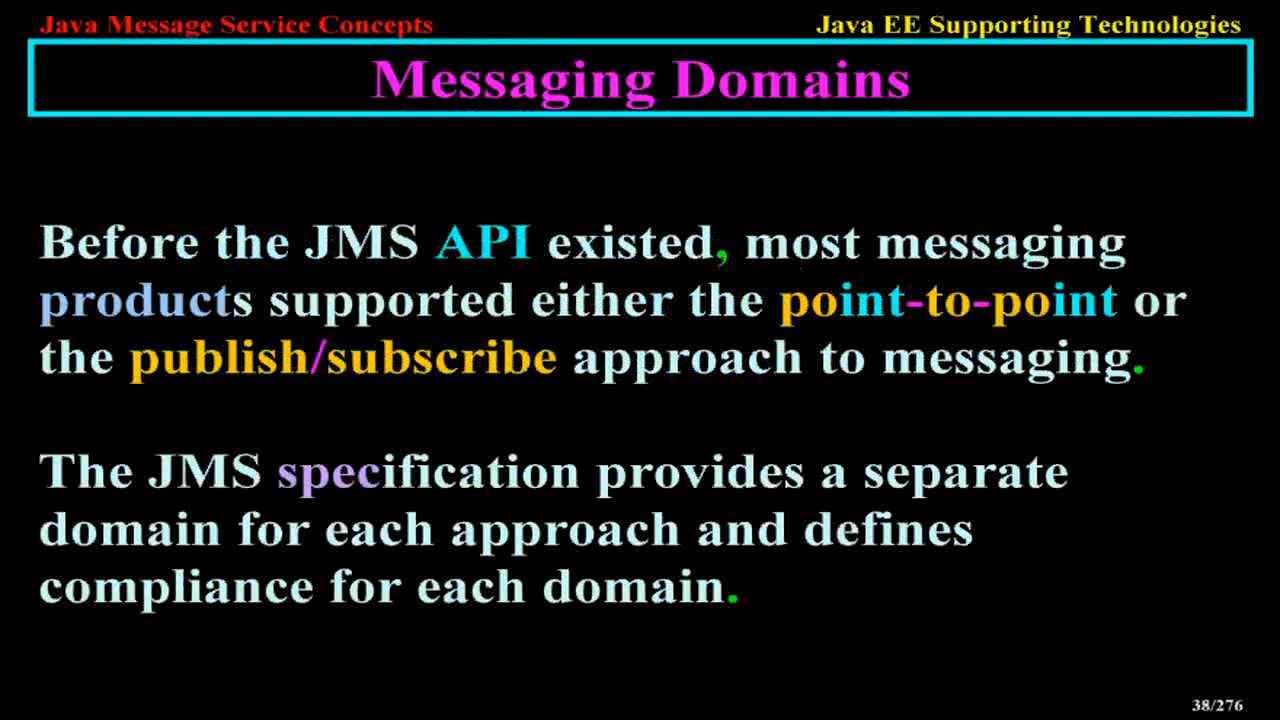 Java Message Service Concepts
Java EE Supporting Technologies
Messaging Domains
Before the JMS API existed, most messaging
products supported either the point-to-point or
the publish/subscribe approach to messaging.
The JMS specification provides a separate
domain for each approach and defines
compliance for each domain.
38/276